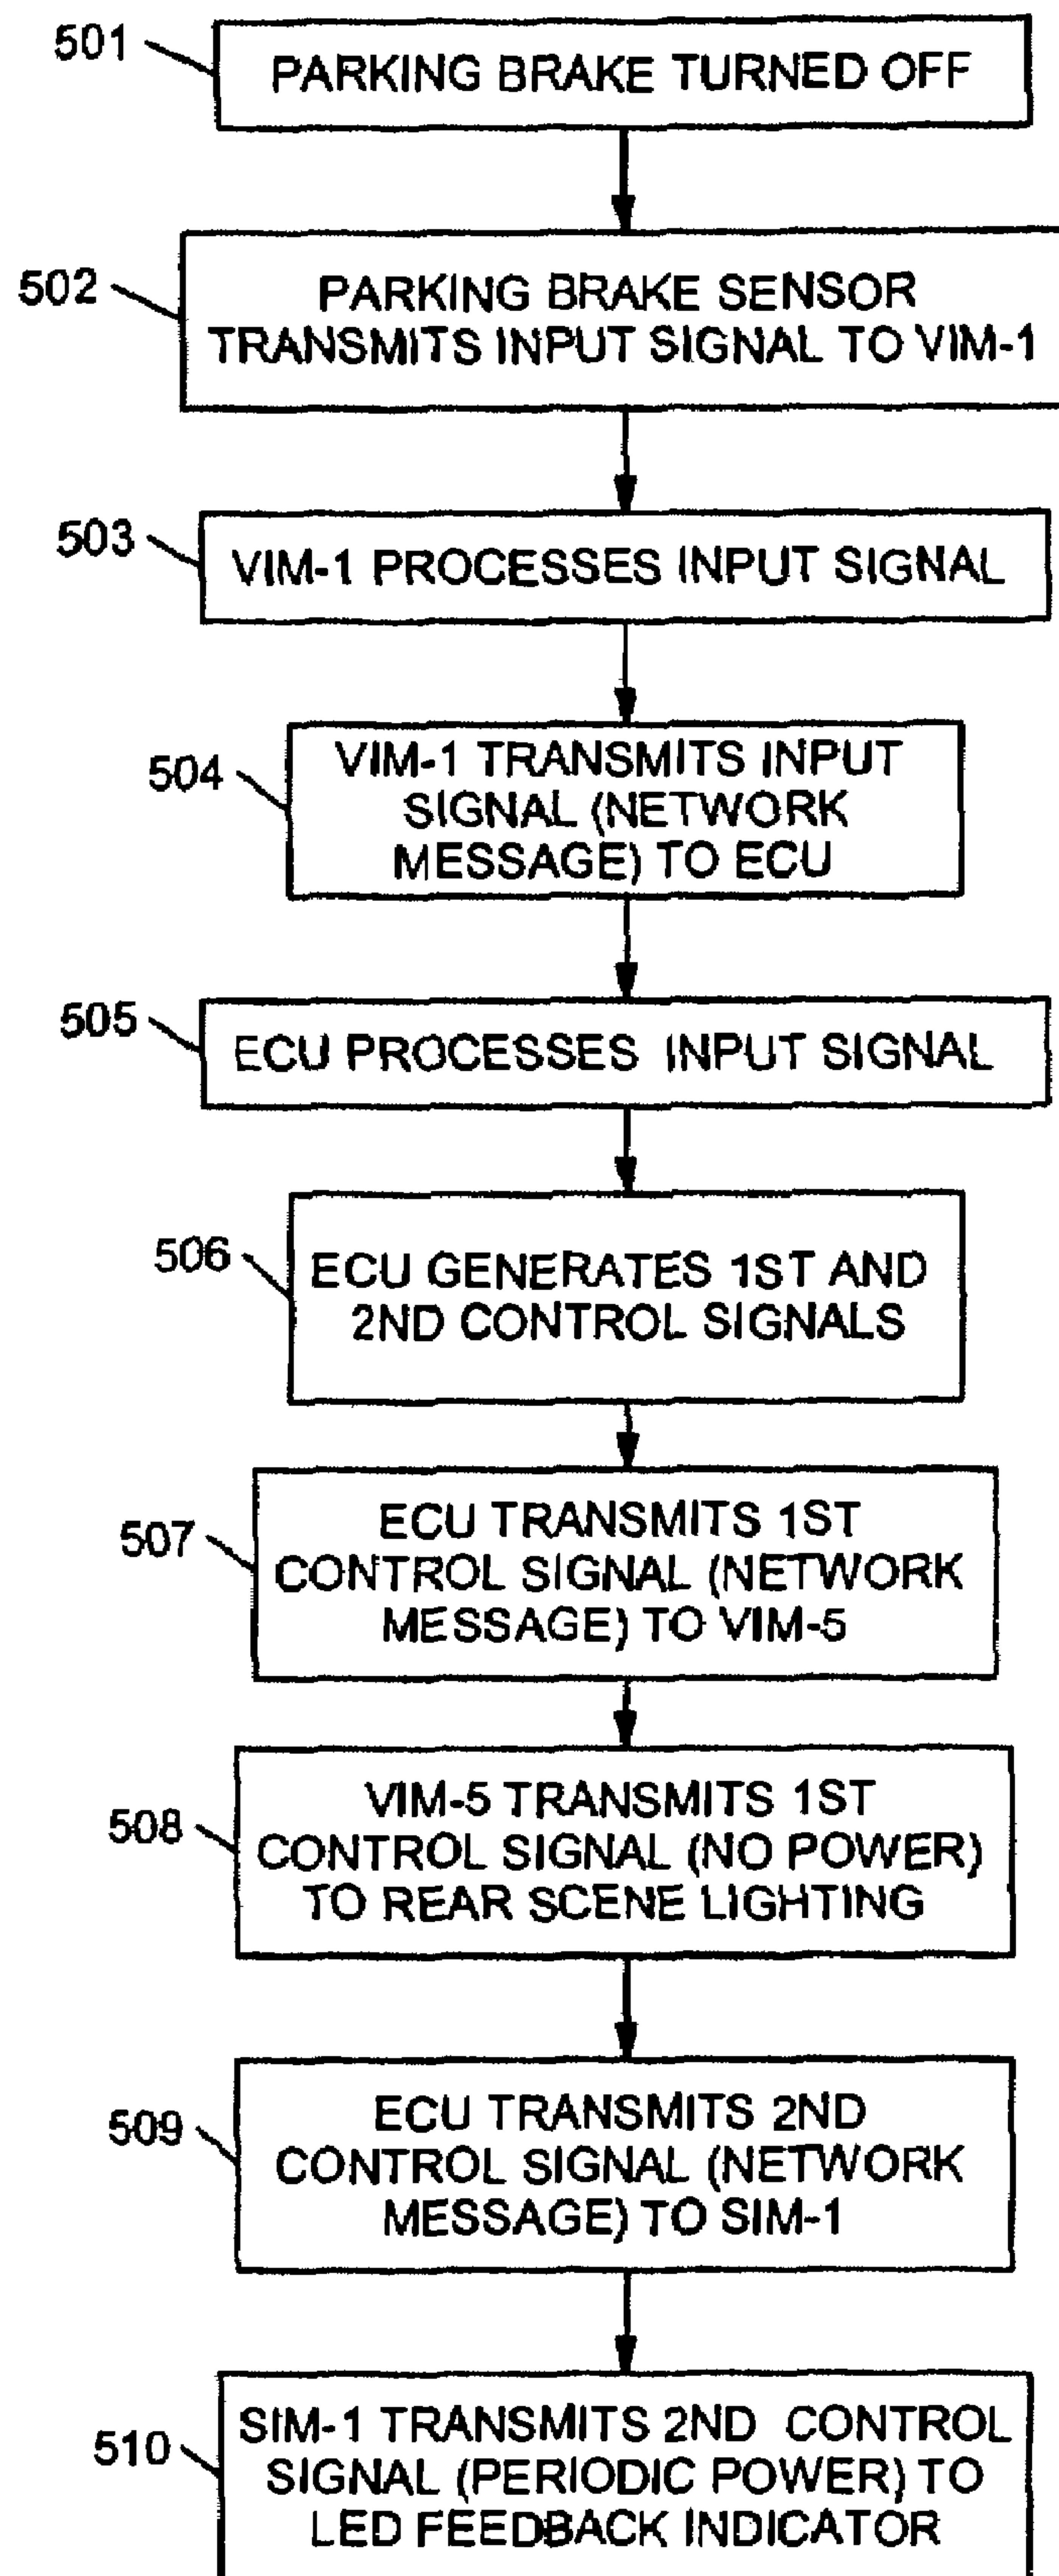 501
PARKING BRAKE TURNED OFF
502
PARKING BRAKE SENSOR
TRANSMITS INPUT SIGNAL TO VIM-1
503
VIM-1 PROCESSES INPUT SIGNAL
504
VIM-1 TRANSMITS INPUT
SIGNAL (NETWORK
MESSAGE) TO ECU
505
ECU PROCESSES INPUT SIGNAL
506
ECU GENERATES 1ST AND
2ND CONTROL SIGNALS
507
ECU TRANSMITS 1ST
CONTROL SIGNAL (NETWORK
MESSAGE) TO VIM-5
508
VIM-5 TRANSMITS 1ST
CONTROL SIGNAL (NO POWER)
TO REAR SCENE LIGHTING
509
ECU TRANSMITS 2ND
CONTROL SIGNAL (NETWORK
MESSAGE) TO SIM-1
510
SIM-1 TRANSMITS 2ND CONTROL
SIGNAL (PERIODIC POWER) TO
LED FEEDBACK INDICATOR